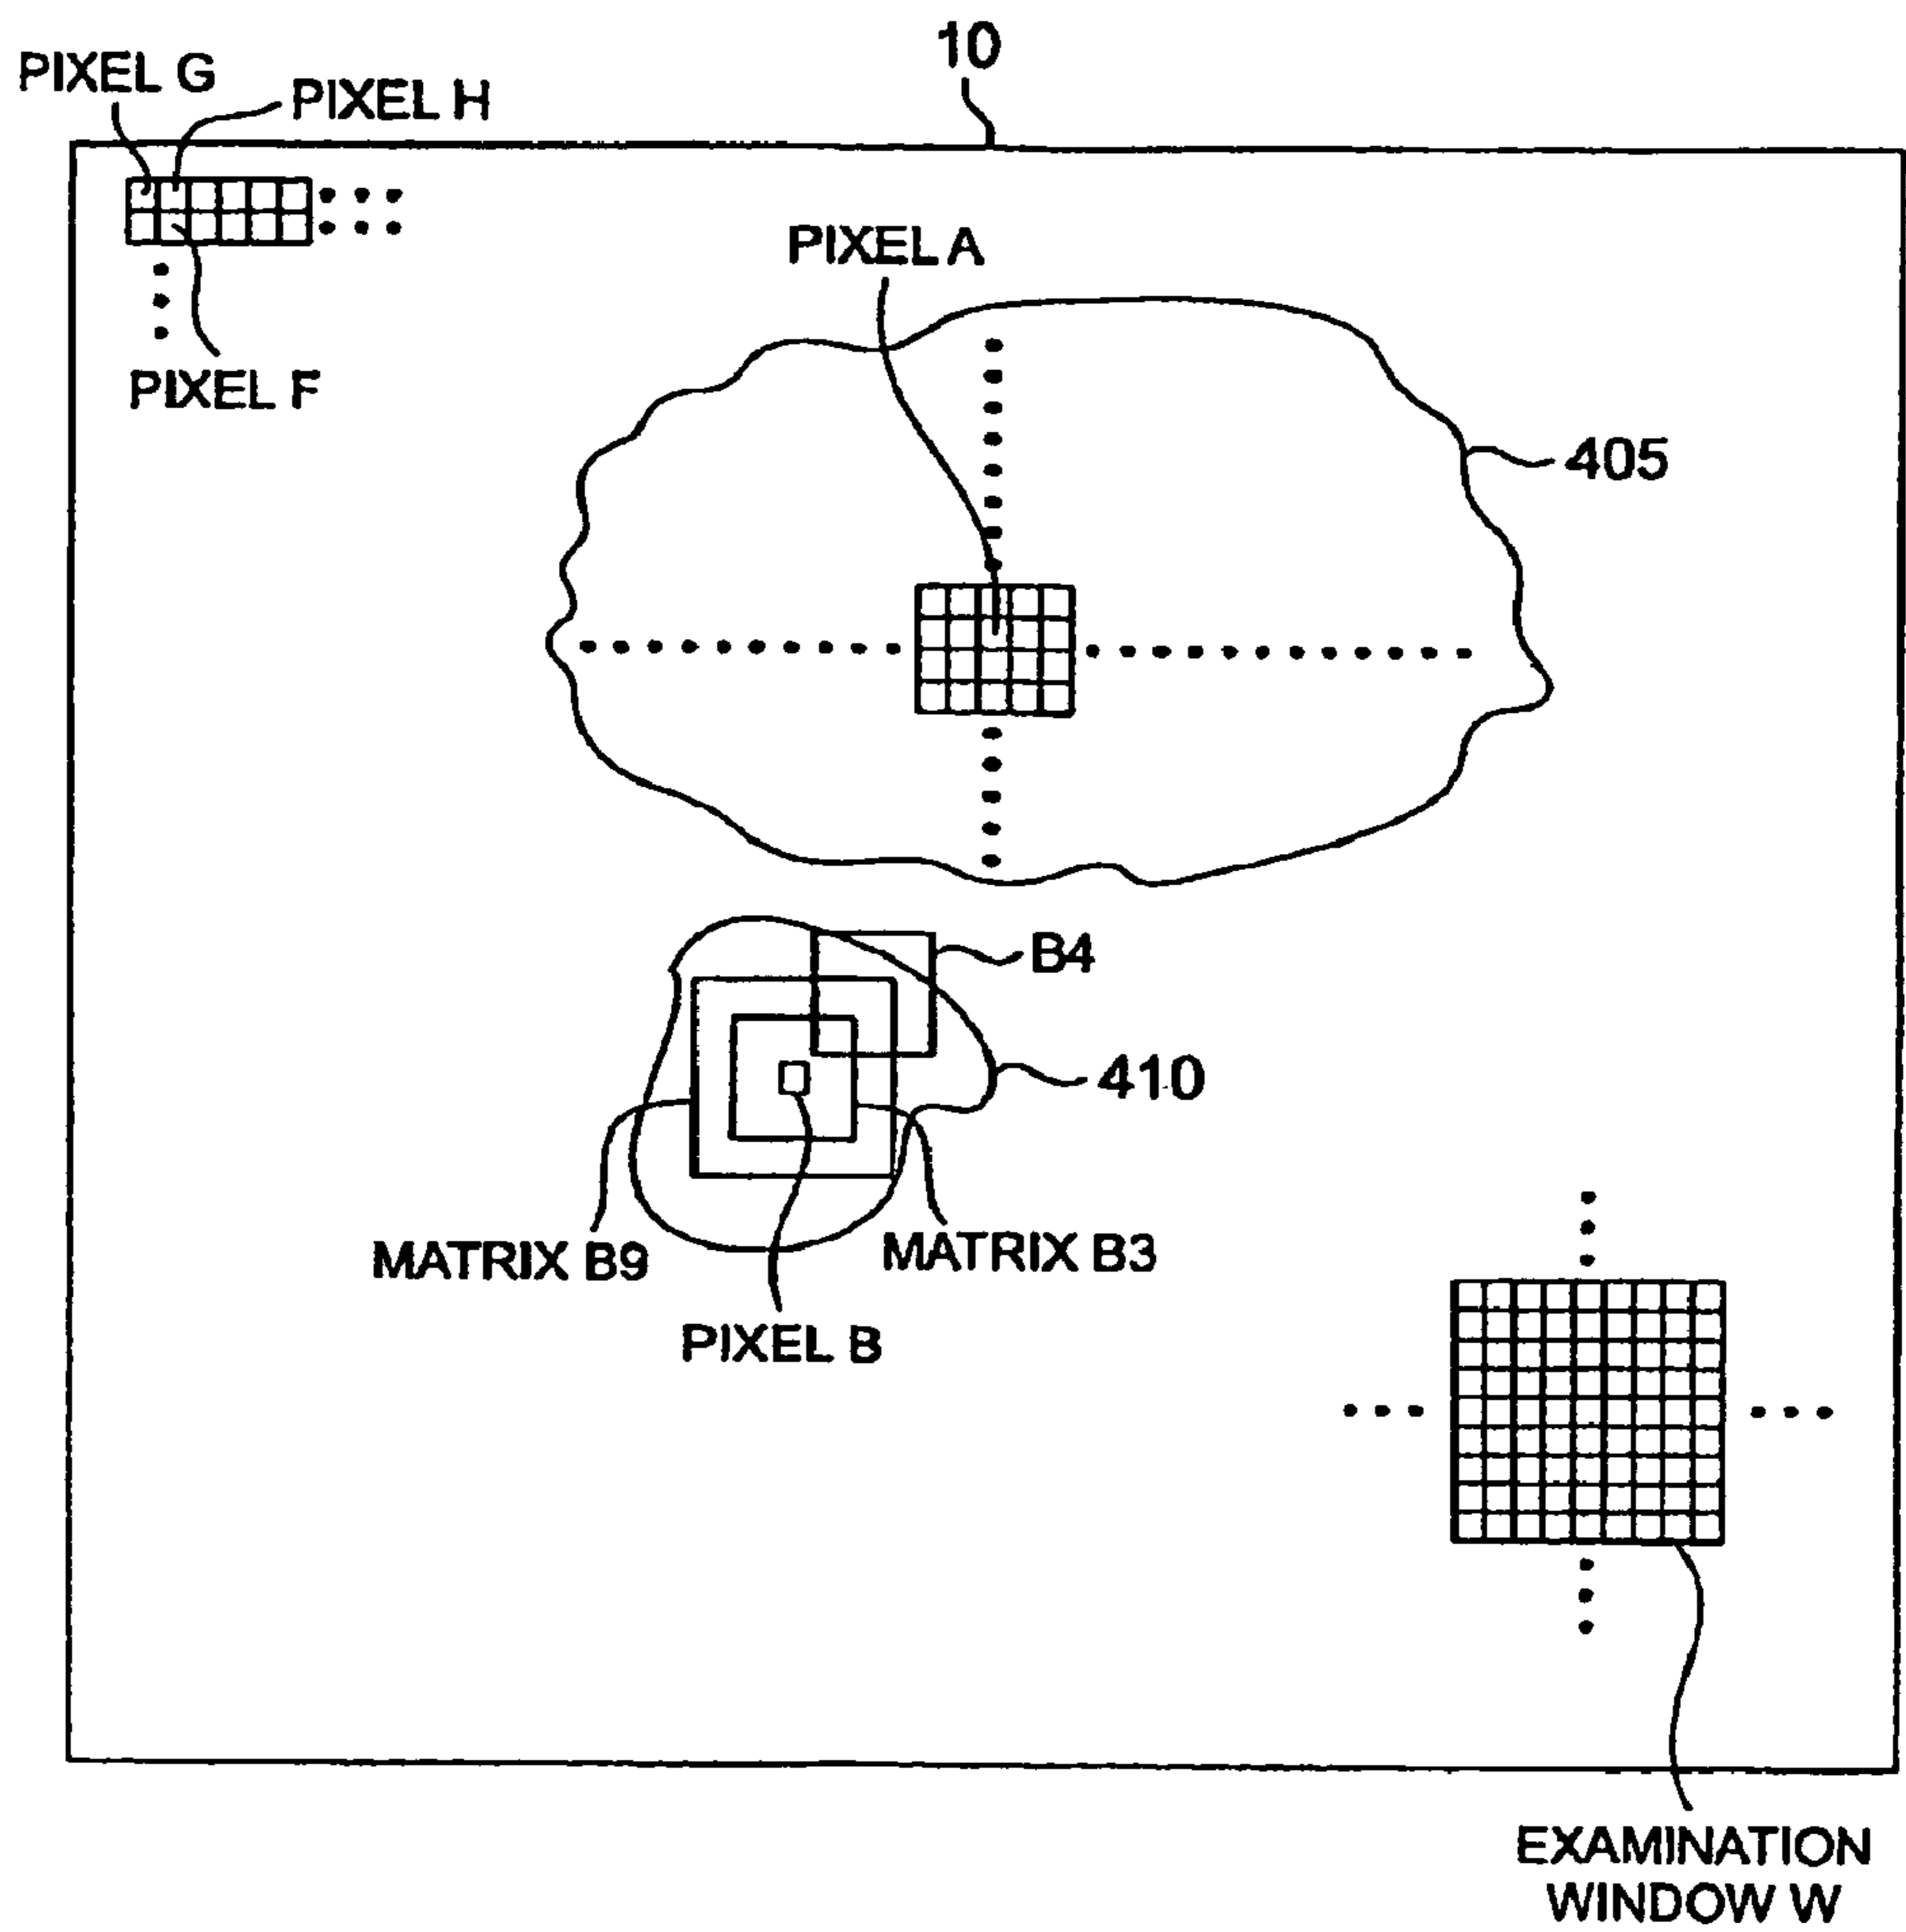 10
PIXEL G
PIXEL H
PIXEL A
PIXEL F
405
B4
410
MATRIX B9
MATRIX B3
PIXEL B
EXAMINATION
WINDOW W